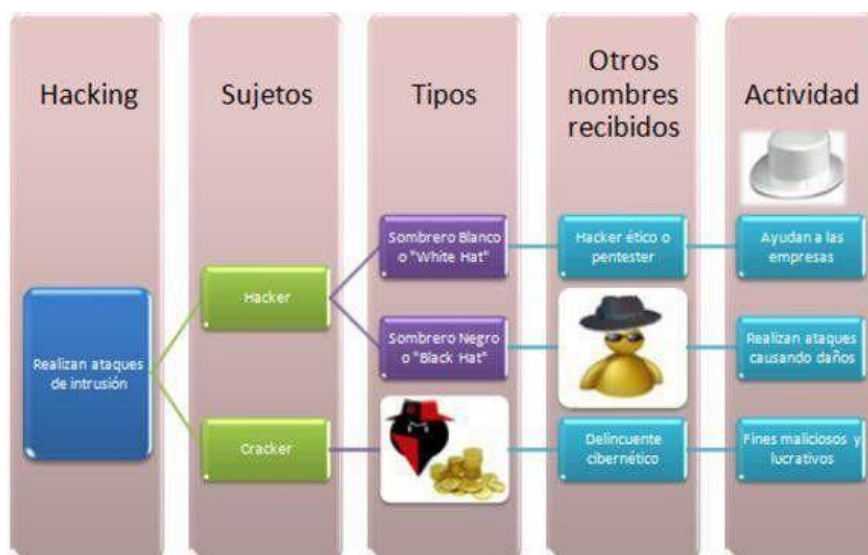 Hacking
Sujetos
Tipos
Otros
nombres
recibidos
Actividad
Realizan ataques
de intrusión
Hacker
Cracker
Sombrero Blanco
o "White Hat"
Sombrero Negro
o "Black Hat"
Hacker ético o
pentester
Delincuente
cibernético
Ayudan a las
empresas
Realizan ataques
causando daños
Fines maliciosos y
lucrativos